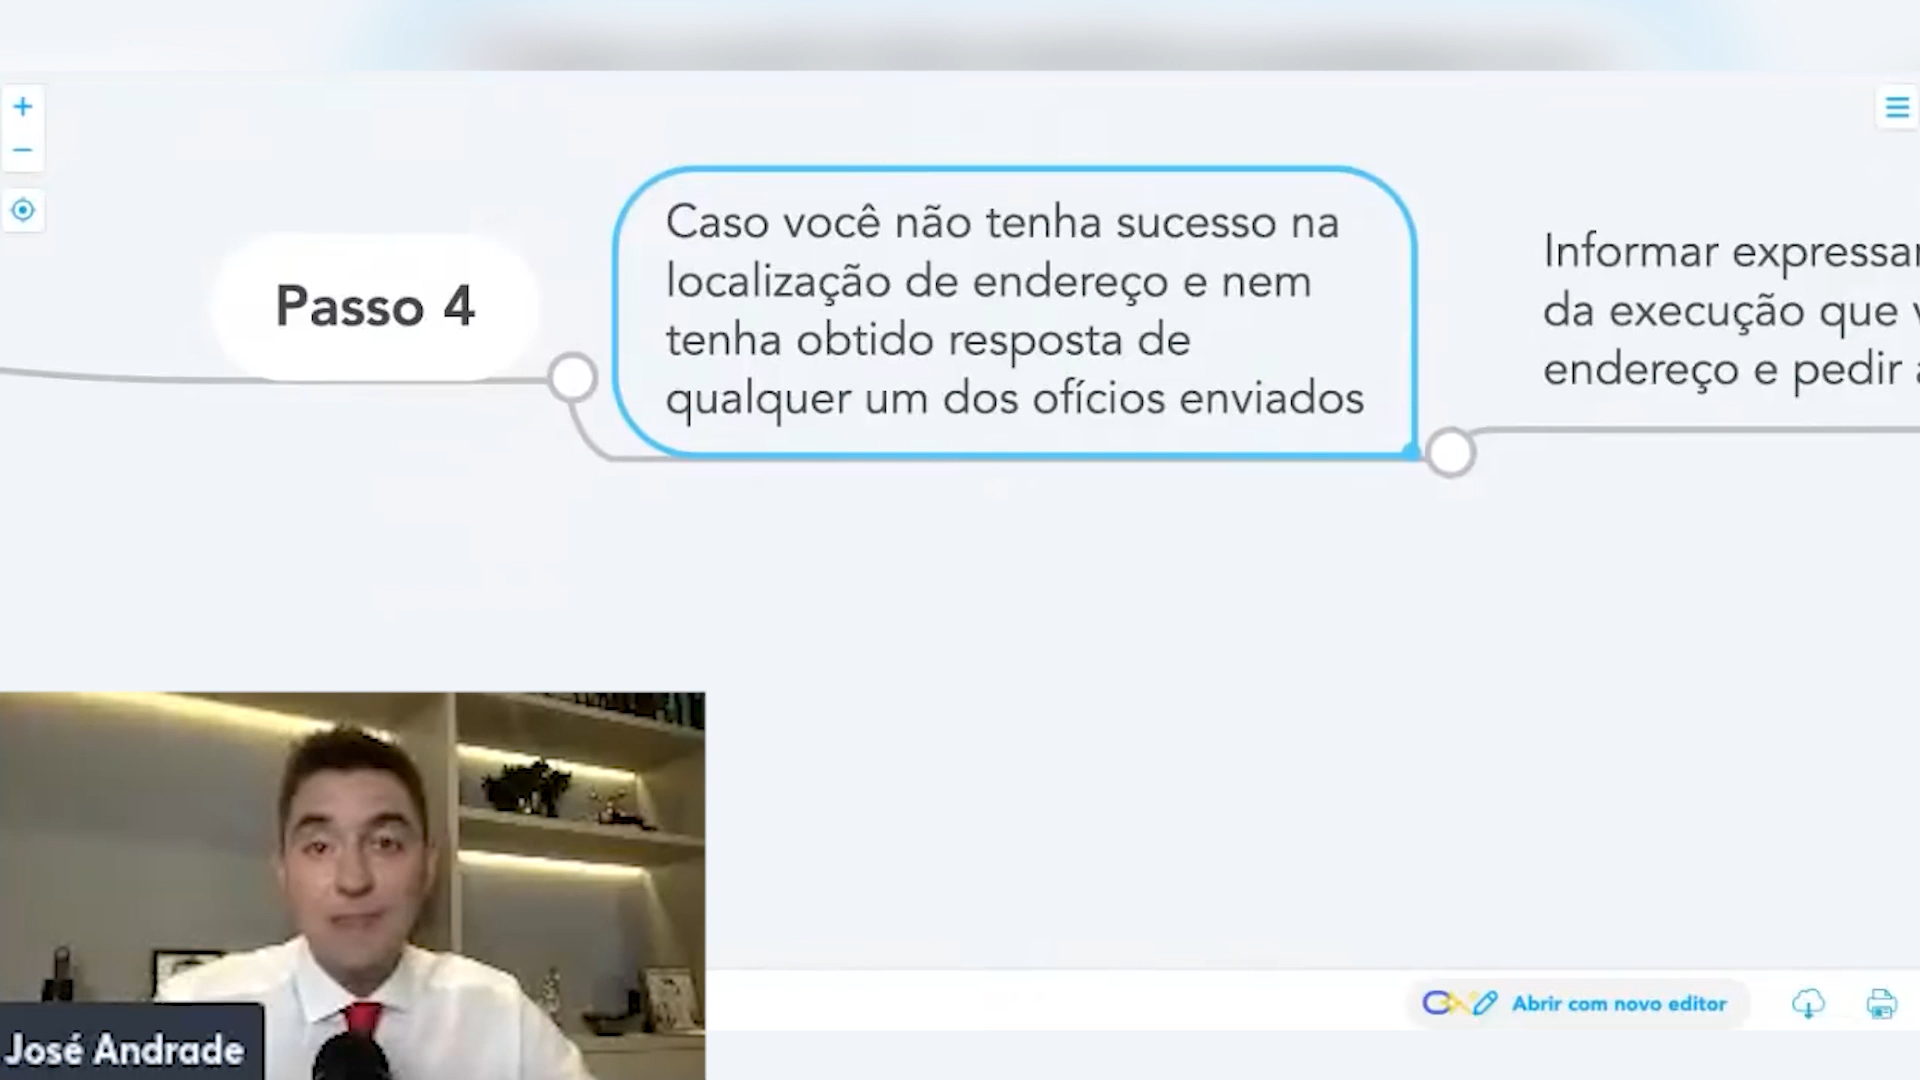 Passo 4
Caso você não tenha sucesso na
localização de endereço e nem
tenha obtido resposta de
qualquer um dos ofícios enviados
Informar
da execução que
endereço e pedir
José Andrade
Abrir com novo editor